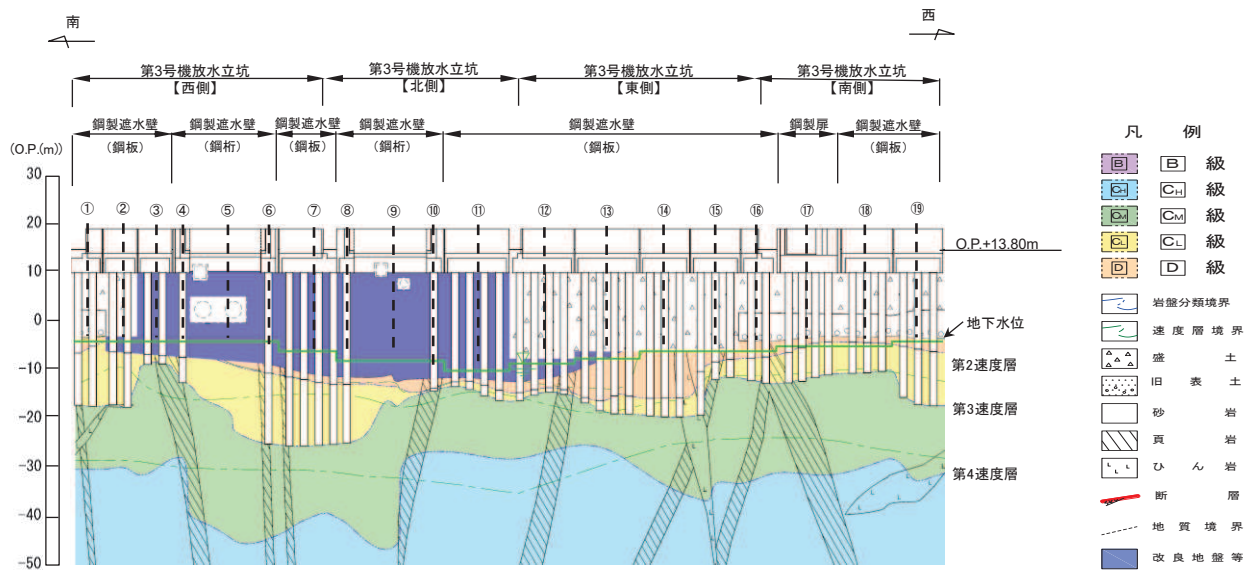 南
西
第3号機放水立坑
【西側】
第3号機放水立坑
【北側】
第3号機放水立坑
【東側】
第3号機放水立坑
【南側】
鋼製遮水壁
(鋼板)
鋼製遮水壁
(鋼桁)
鋼製遮水壁
(鋼板)
鋼製遮水壁
(鋼桁)
鋼製遮水壁
(鋼板)
鋼製扉
鋼製遮水壁
(鋼板)
(O.P.(m))
30
20
10
0
-10
-20
-30
-40
-50
① ② ③ ④ ⑤ ⑥ ⑦ ⑧ ⑨ ⑩ ⑪ ⑫ ⑬ ⑭ ⑮ ⑯ ⑰ ⑱ ⑲
O.P.+13.80m
地下水位
第2速度層
第3速度層
第4速度層
凡 例
B B 級
CH CH 級
CM CM 級
CL CL 級
D D 級
岩盤分類境界
速度層境界
盛 土
旧 表 土
砂 岩
頁 岩
ひ ん 岩
断 層
地 質 境 界
改 良 地 盤 等